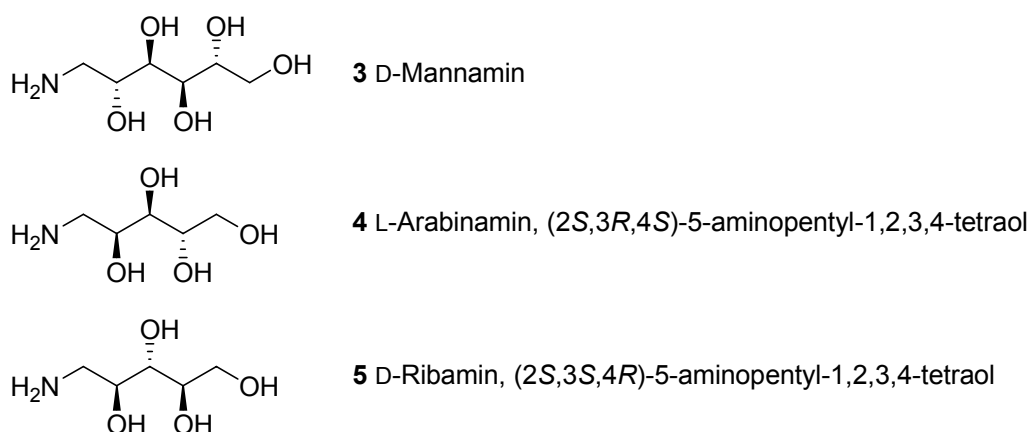 OH OH
OH
H2N
OH OH
3 D-Mannamin
OH
H2N OH
OH OH
4 L-Arabinamin, (2S,3R,4S)-5-aminopentyl-1,2,3,4-tetraol
OH
H2N OH
OH OH
5 D-Ribamin, (2S,3S,4R)-5-aminopentyl-1,2,3,4-tetraol